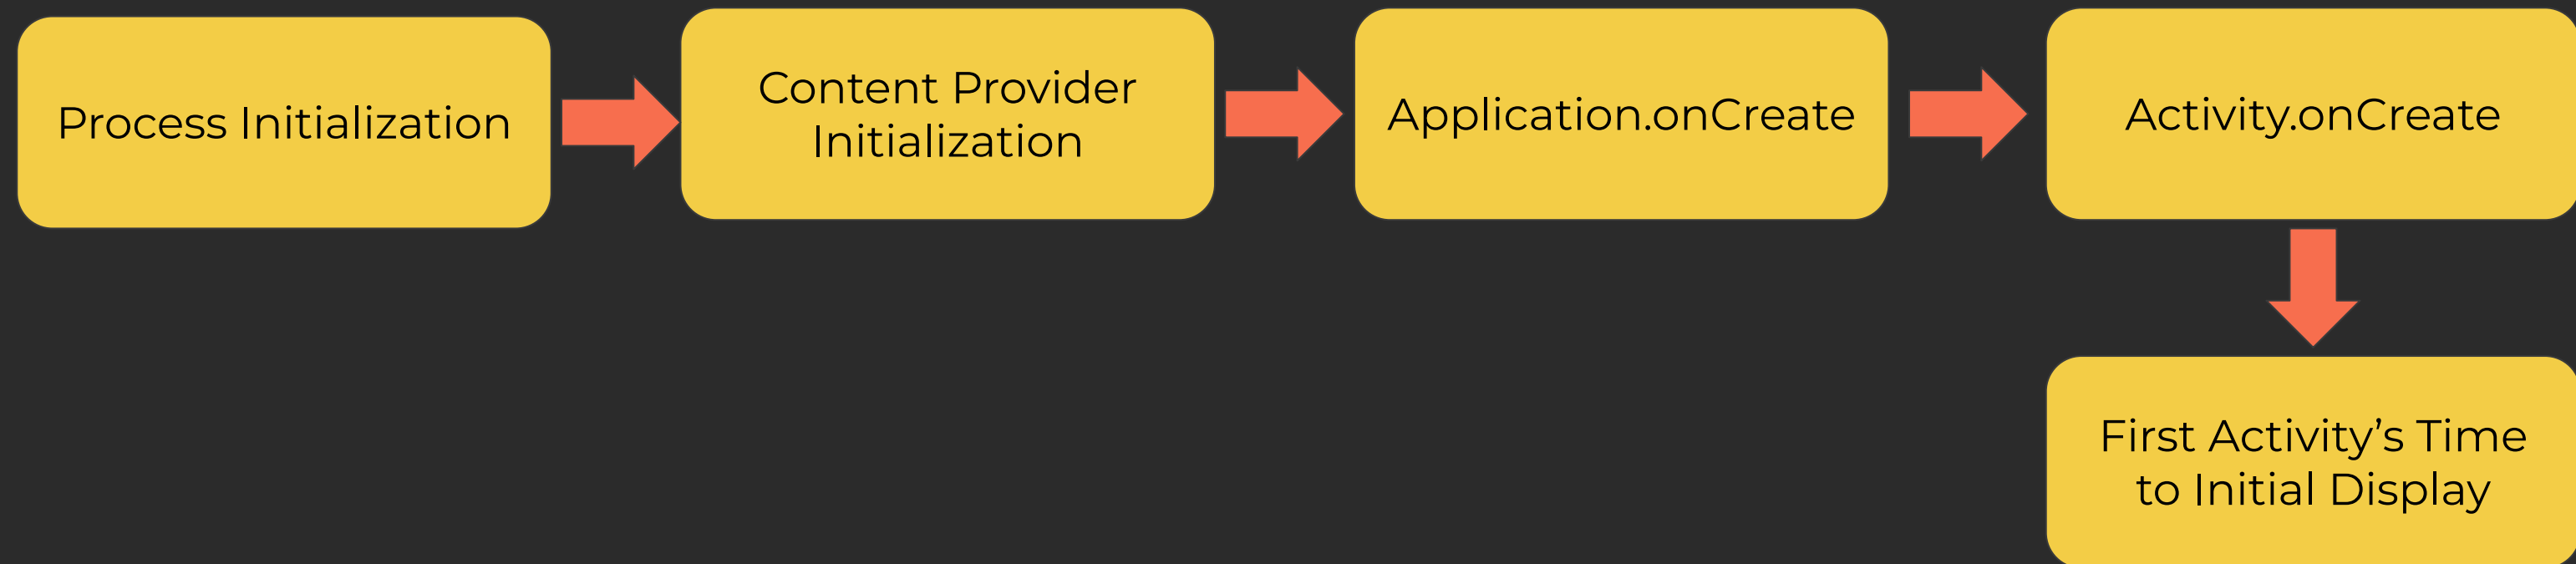 Process Initialization
Content Provider
Initialization
Application.onCreate
Activity.onCreate
First Activity’s Time
to Initial Display